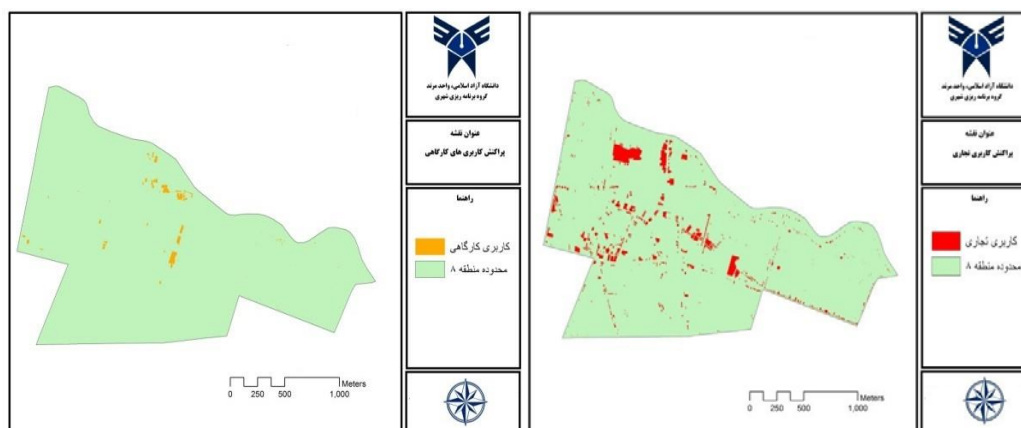 دانشگاه آزاد اسلامی، واحد مرند
گروه برنامه ریزی شهری
عنوان نقشه
پراکنش کاربری های کارگاهی
راهنما
کاربری کارگاهی
محدوده منطقه ۸
0 250 500 1,000
Meters
دانشگاه آزاد اسلامی، واحد مرند
گروه برنامه ریزی شهری
عنوان نقشه
پراکنش کاربری تجاری
راهنما
کاربری تجاری
محدوده منطقه ۸
0 250 500 1,000
Meters